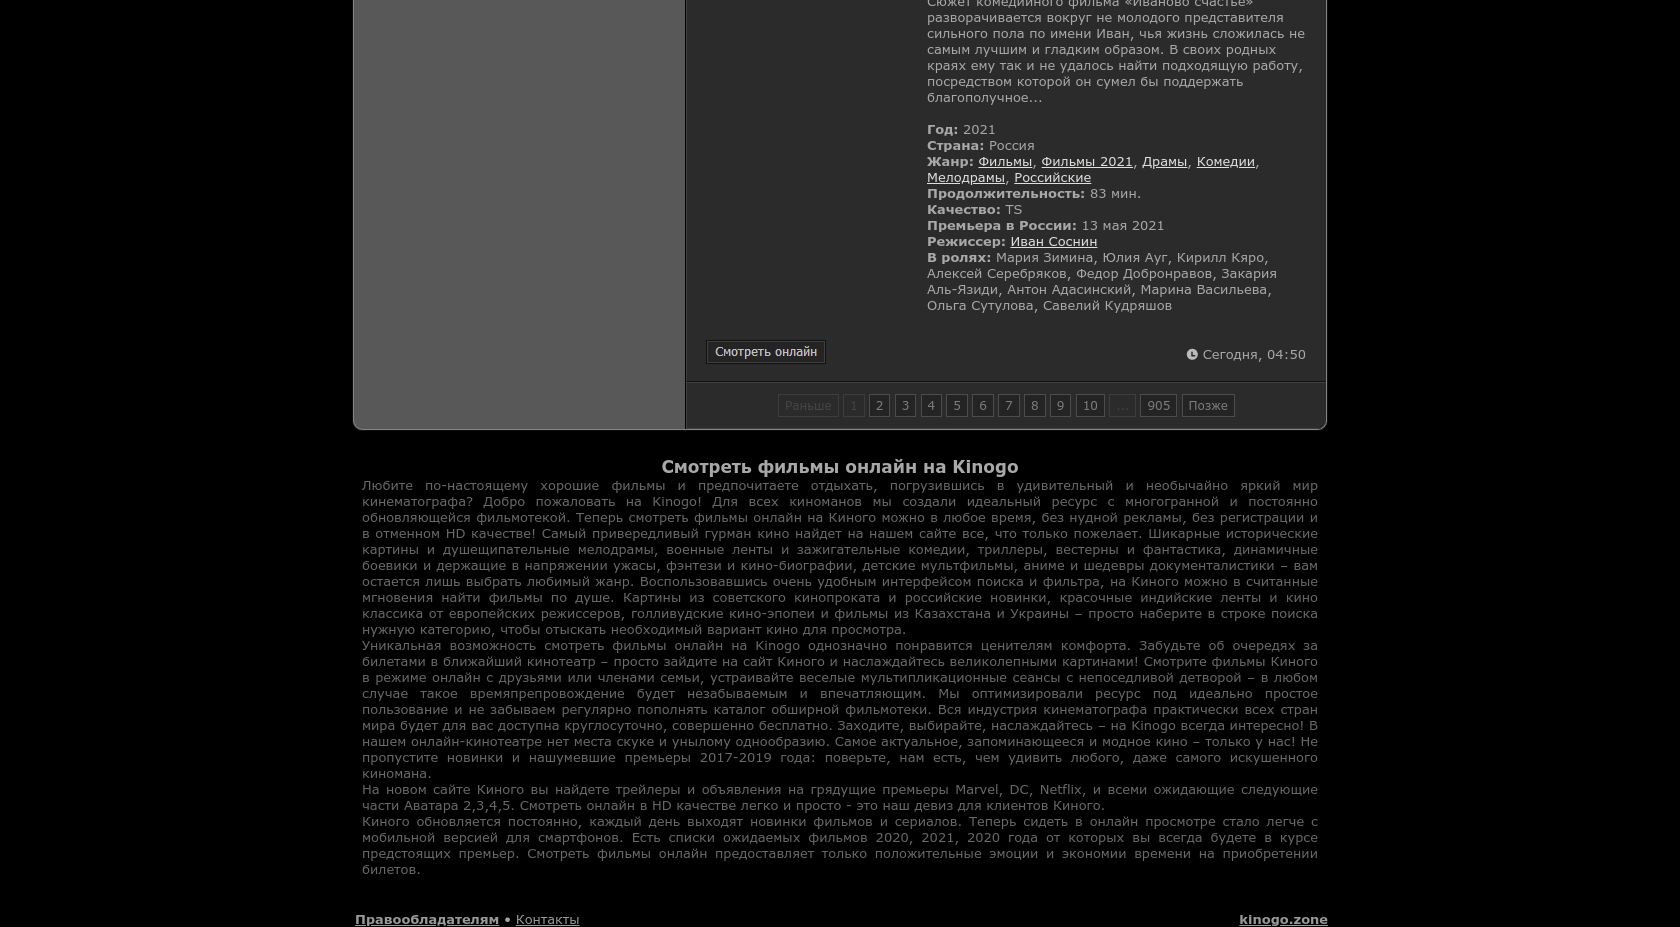 Сюжет комедийного фильма «Иваново счастье»
разворачивается вокруг не молодого представителя
сильного пола по имени Иван, чья жизнь сложилась не
самым лучшим и гладким образом. В своих родных
краях ему так и не удалось найти подходящую работу,
посредством которой он сумел бы поддержать
благополучное...
Год: 2021
Страна: Россия
Жанр: Фильмы, Фильмы 2021, Драмы, Комедии,
Мелодрамы, Российские
Продолжительность: 83 мин.
Качество: TS
Премьера в России: 13 мая 2021
Режиссер: Иван Соснин
В ролях: Мария Зимина, Юлия Ауг, Кирилл Кяро,
Алексей Серебряков, Федор Добронравов, Закария
Аль-Язиди, Антон Адасинский, Марина Васильева,
Ольга Сутулова, Савелий Кудряшов
Смотреть онлайн
Сегодня, 04:50
Раньше 1 2 3 4 5 6 7 8 9 10 ... 905 Позже
Смотреть фильмы онлайн на Kinogo
Любите по-настоящему хорошие фильмы и предпочитаете отдыхать, погрузившись в удивительный и необычайно яркий мир
кинематографа? Добро пожаловать на Kinogo! Для всех киноманов мы создали идеальный ресурс с многогранной и постоянно
обновляющейся фильмотекой. Теперь смотреть фильмы онлайн на Киного можно в любое время, без нудной рекламы, без регистрации и
в отменном HD качестве! Самый привередливый гурман кино найдет на нашем сайте все, что только пожелает. Шикарные исторические
картины и душещипательные мелодрамы, военные ленты и зажигательные комедии, триллеры, вестерны и фантастика, динамичные
боевики и держащие в напряжении ужасы, фэнтези и кино-биографии, детские мультфильмы, аниме и шедевры документалистики – вам
остается лишь выбрать любимый жанр. Воспользовавшись очень удобным интерфейсом поиска и фильтра, на Киного можно в считанные
мгновения найти фильмы по душе. Картины из советского кинопроката и российские новинки, красочные индийские ленты и кино
классика от европейских режиссеров, голливудские кино-эпопеи и фильмы из Казахстана и Украины – просто наберите в строке поиска
нужную категорию, чтобы отыскать необходимый вариант кино для просмотра.
Уникальная возможность смотреть фильмы онлайн на Kinogo однозначно понравится ценителям комфорта. Забудьте об очередях за
билетами в ближайший кинотеатр – просто зайдите на сайт Киного и наслаждайтесь великолепными картинами! Смотрите фильмы Киного
в режиме онлайн с друзьями или членами семьи, устраивайте веселые мультипликационные сеансы с непоседливой детворой – в любом
случае такое времяпрепровождение будет незабываемым и впечатляющим. Мы оптимизировали ресурс под идеально простое
пользование и не забываем регулярно пополнять каталог обширной фильмотеки. Вся индустрия кинематографа практически всех стран
мира будет для вас доступна круглосуточно, совершенно бесплатно. Заходите, выбирайте, наслаждайтесь – на Kinogo всегда интересно! В
нашем онлайн-кинотеатре нет места скуке и унылому однообразию. Самое актуальное, запоминающееся и модное кино – только у нас! Не
пропустите новинки и нашумевшие премьеры 2017-2019 года: поверьте, нам есть, чем удивить любого, даже самого искушенного
киномана.
На новом сайте Киного вы найдете трейлеры и объявления на грядущие премьеры Marvel, DC, Netflix, и всеми ожидающие следующие
части Аватара 2,3,4,5. Смотреть онлайн в HD качестве легко и просто - это наш девиз для клиентов Киного.
Киного обновляется постоянно, каждый день выходят новинки фильмов и сериалов. Теперь сидеть в онлайн просмотре стало легче с
мобильной версией для смартфонов. Есть списки ожидаемых фильмов 2020, 2021, 2020 года от которых вы всегда будете в курсе
предстоящих премьер. Смотреть фильмы онлайн предоставляет только положительные эмоции и экономии времени на приобретении
билетов.
Правообладателям • Контакты
kinogo.zone